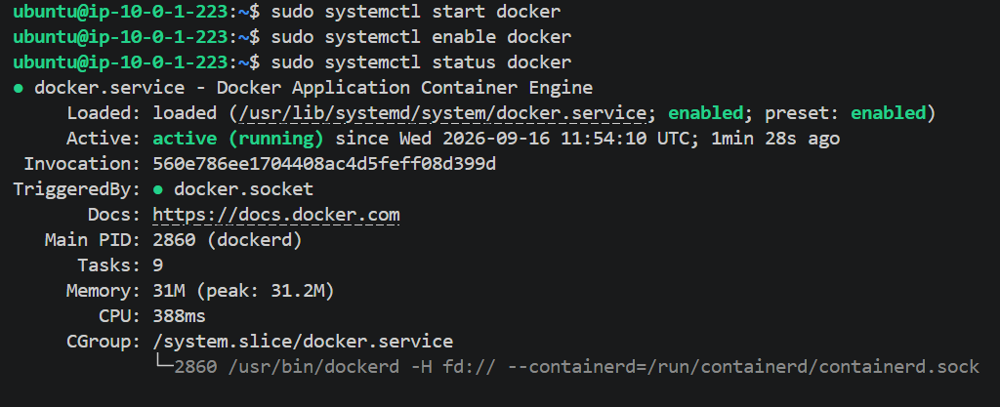 ubuntu@ip-10-0-1-223:~$ sudo systemctl start docker
ubuntu@ip-10-0-1-223:~$ sudo systemctl enable docker
ubuntu@ip-10-0-1-223:~$ sudo systemctl status docker
● docker.service - Docker Application Container Engine
     Loaded: loaded (/usr/lib/systemd/system/docker.service; enabled; preset: enabled)
     Active: active (running) since Wed 2026-09-16 11:54:10 UTC; 1min 28s ago
 Invocation: 560e786ee1704408ac4d5feff08d399d
TriggeredBy: ● docker.socket
       Docs: https://docs.docker.com
   Main PID: 2860 (dockerd)
      Tasks: 9
     Memory: 31M (peak: 31.2M)
        CPU: 388ms
     CGroup: /system.slice/docker.service
             └─2860 /usr/bin/dockerd -H fd:// --containerd=/run/containerd/containerd.sock